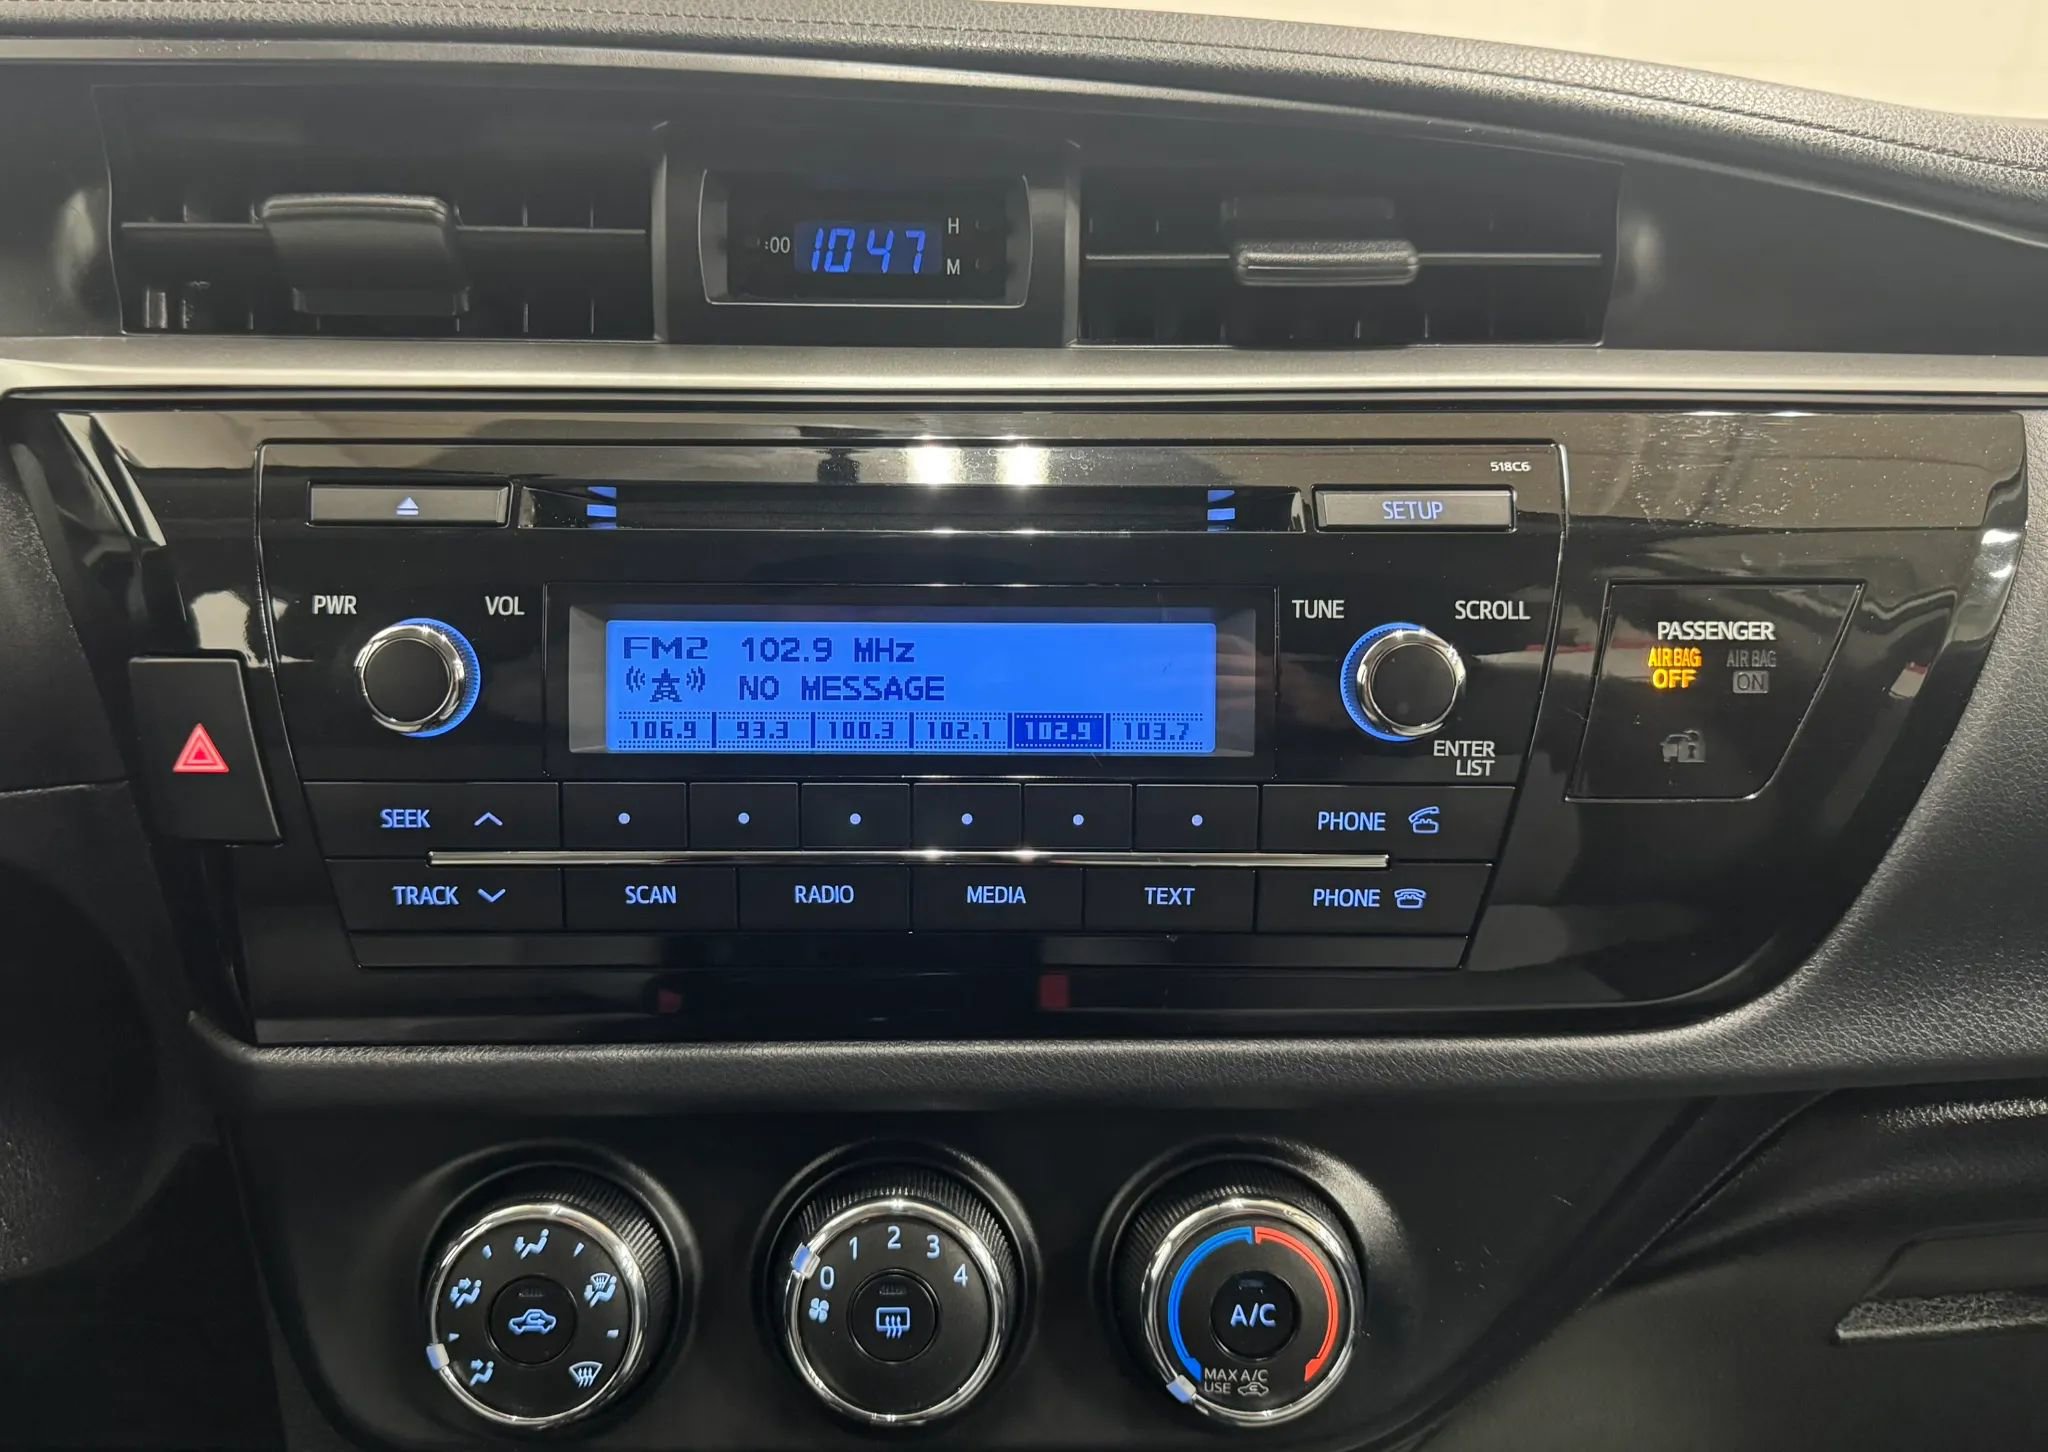 :00 1047 H
M
518C6
SETUP
PWR VOL
FM2 102.9 MHz
NO MESSAGE
106.9 93.3 100.3 102.1 102.9 103.7
TUNE SCROLL
ENTER
LIST
PASSENGER
AIR BAG
OFF
AIR BAG
ON
SEEK
PHONE
TRACK SCAN RADIO MEDIA TEXT PHONE
0 1 2 3 4
A/C
MAX A/C
USE